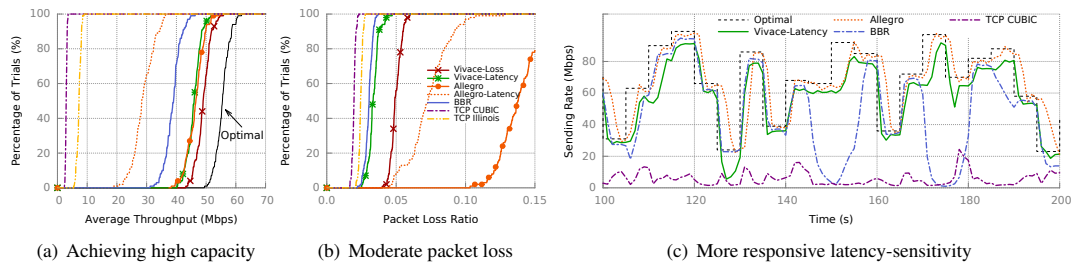 Percentage of Trials (%)
100
80
60
40
20
0
0 10 20 30 40 50 60 70
Average Throughput (Mbps)
Optimal
(a) Achieving high capacity
Percentage of Trials (%)
100
80
60
40
20
0
0.0 0.05 0.10 0.15
Packet Loss Ratio
Vivace-Loss
Vivace-Latency
Allegro
Allegro-Latency
BBR
TCP CUBIC
TCP Illinois
(b) Moderate packet loss
Optimal
Vivace-Latency
Allegro
BBR
TCP CUBIC
Sending Rate (Mbps)
100
80
60
40
20
0
100 120 140 160 180 200
Time (s)
(c) More responsive latency-sensitivity